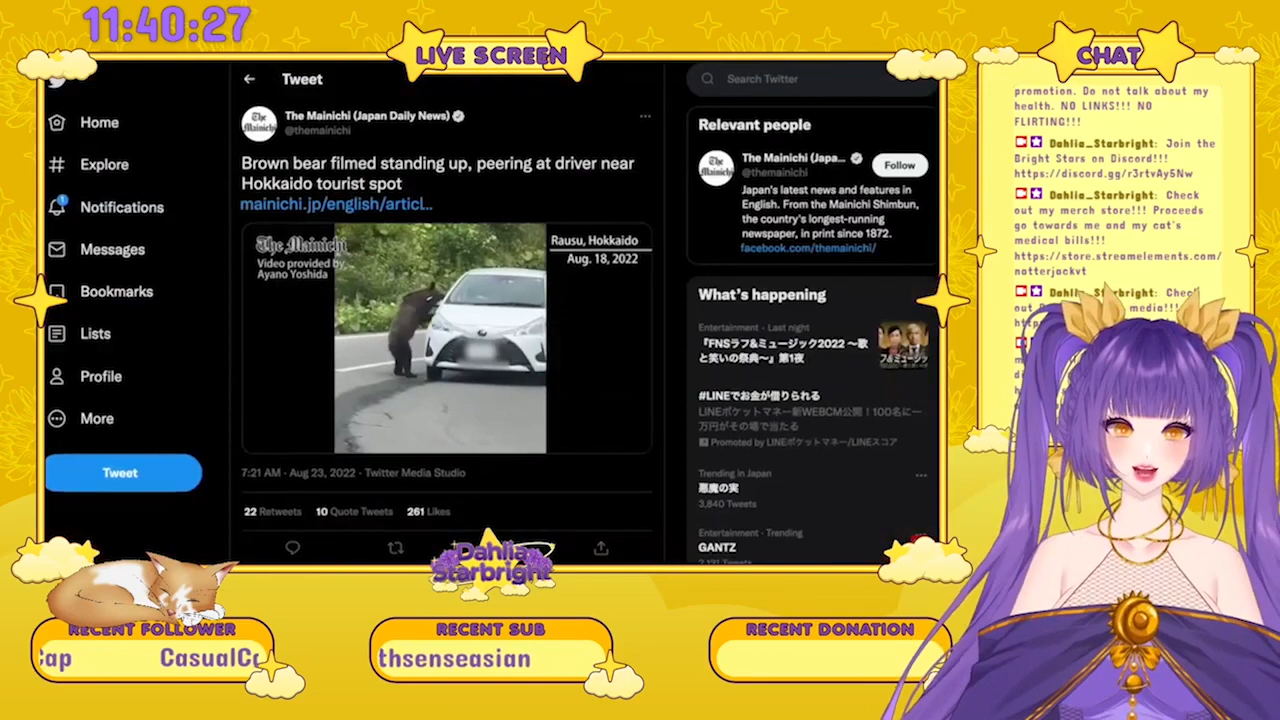 11:40:27
LIVE SCREEN
Home
Explore
1
Notifications
Messages
Bookmarks
Lists
Profile
More
Tweet
Tweet
The Mainichi (Japan Daily News)
@themainichi
Brown bear filmed standing up, peering at driver near
Hokkaido tourist spot
mainichi.jp/english/articl...
The Mainichi
Video provided by
Ayano Yoshida
Rausu, Hokkaido
Aug. 18, 2022
7:21 AM · Aug 23, 2022 · Twitter Media Studio
22 Retweets 10 Quote Tweets 261 Likes
Search Twitter
Relevant people
The Mainichi (Japa...
@themainichi
Follow
Japan's latest news and features in
English. From the Mainichi Shimbun,
the country's longest-running
newspaper, in print since 1872.
facebook.com/themainichi/
What's happening
Entertainment · Last night
『FNSラフ&ミュージック2022 〜歌
と笑いの祭典〜』第1夜
#LINEでお金が借りられる
LINEポケットマネー新WEBCM公開！100名に一
万円がその場で当たる
Promoted by LINEポケットマネー/LINEスコア
Trending in Japan
悪魔の実
3,840 Tweets
Entertainment · Trending
GANTZ
CHAT
promotion. Do not talk about my
health. NO LINKS!!! NO
FLIRTING!!!
Dahlia_Starbright: Join the
Bright Stars on Discord!!!
https://discord.gg/r3rtvAy5Nw
Dahlia_Starbright: Check
out my merch store!!! Proceeds
go towards me and my cat's
medical bills!!!
https://store.streamelements.com/
natterjackvt
Dahlia_Starbright:
media!!!
Dahlia
Starbright
RECENT FOLLOWER
CasualC
RECENT SUB
thsenseasian
RECENT DONATION